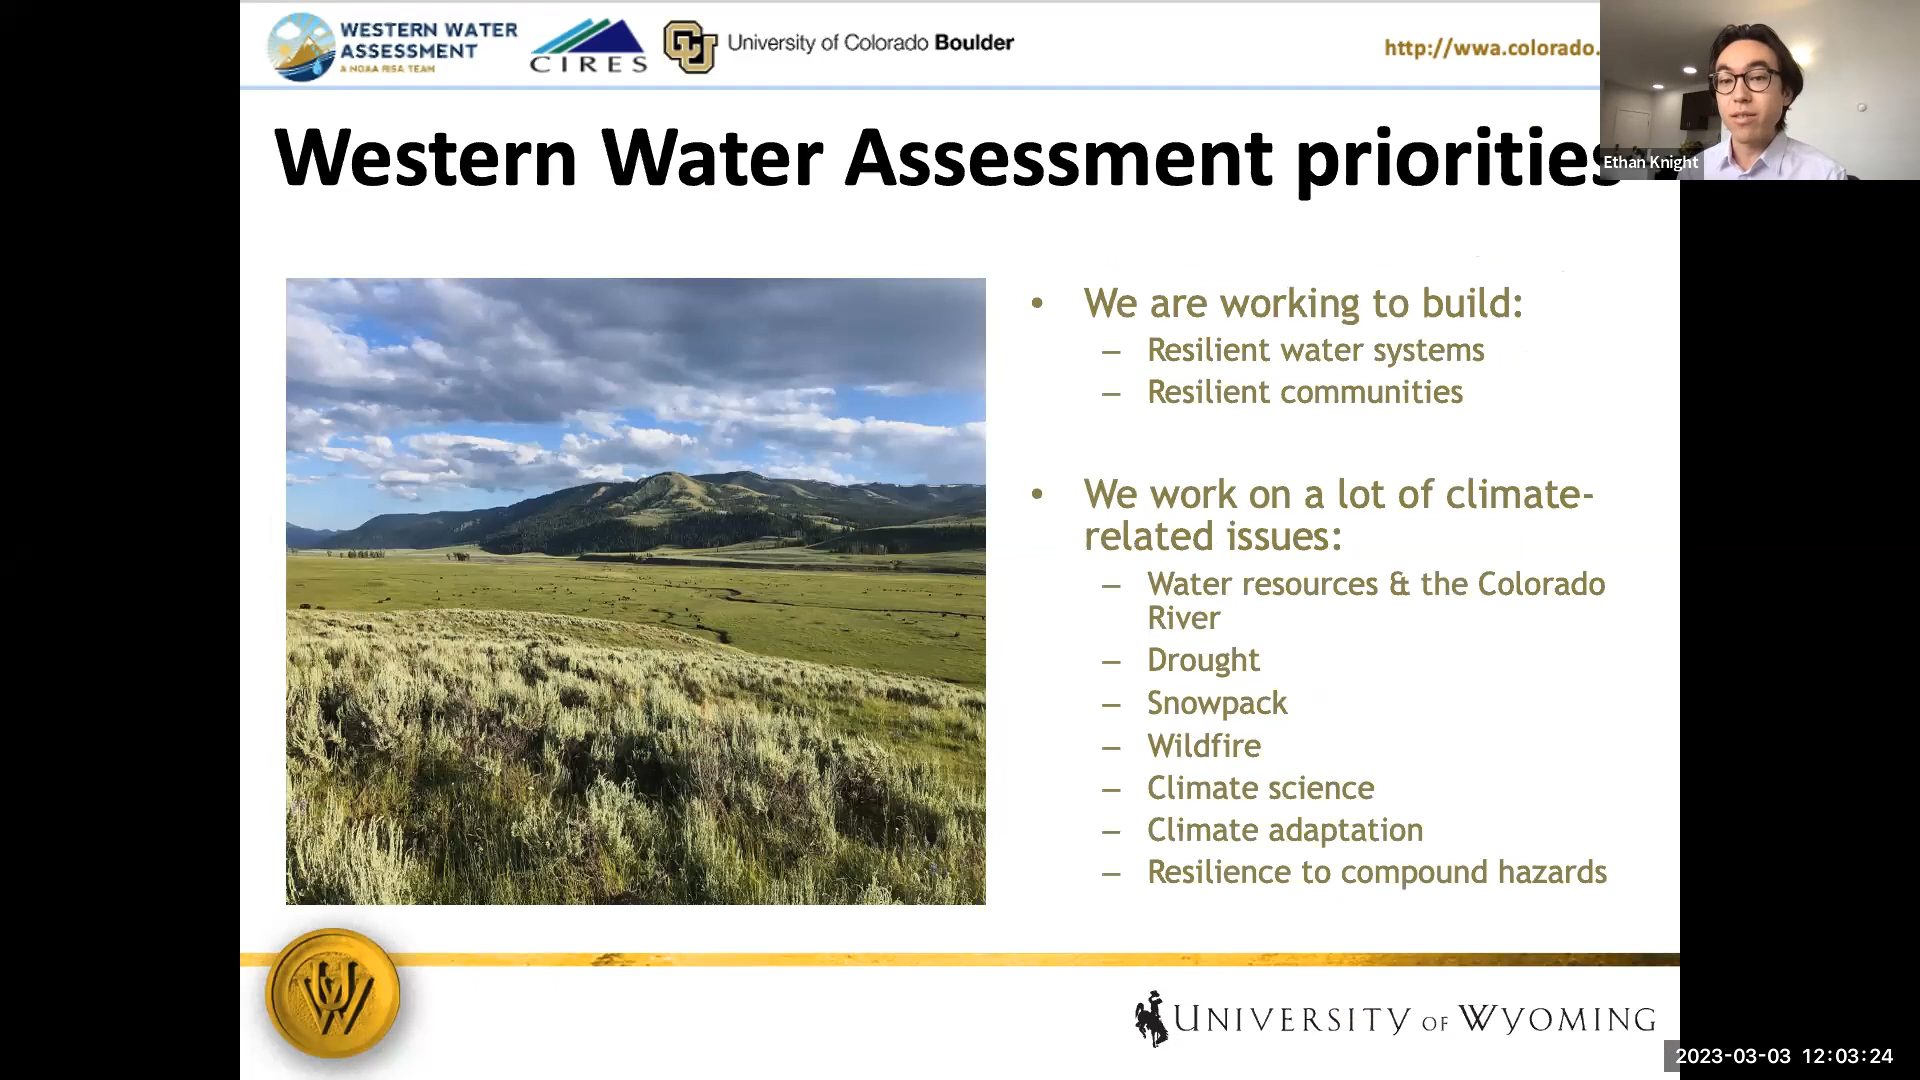 WESTERN WATER
ASSESSMENT
A NOAA RISA TEAM
CIRES
CU
University of Colorado Boulder
http://wwa.colorado.
Ethan Knight
Western Water Assessment priorities
• We are working to build:
– Resilient water systems
– Resilient communities
• We work on a lot of climate-
related issues:
– Water resources & the Colorado
River
– Drought
– Snowpack
– Wildfire
– Climate science
– Climate adaptation
– Resilience to compound hazards
UW
UNIVERSITY OF WYOMING
2023-03-03 12:03:24